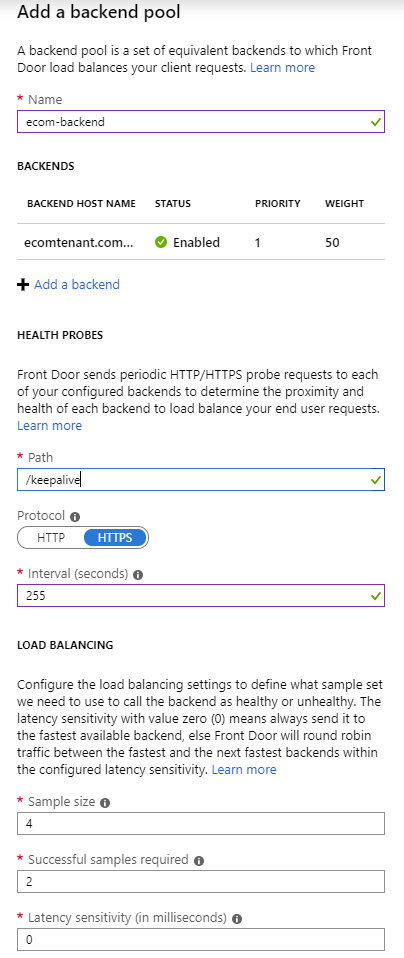 Add a backend pool
A backend pool is a set of equivalent backends to which Front
Door load balances your client requests. Learn more
* Name
ecom-backend
BACKENDS
BACKEND HOST NAME STATUS PRIORITY WEIGHT
ecomtenant.com... Enabled 1 50
Add a backend
HEALTH PROBES
Front Door sends periodic HTTP/HTTPS probe requests to each
of your configured backends to determine the proximity and
health of each backend to load balance your end user requests.
Learn more
* Path
/keepalive
Protocol
HTTP HTTPS
* Interval (seconds)
255
LOAD BALANCING
Configure the load balancing settings to define what sample set
we need to use to call the backend as healthy or unhealthy. The
latency sensitivity with value zero (0) means always send it to
the fastest available backend, else Front Door will round robin
traffic between the fastest and the next fastest backends within
the configured latency sensitivity. Learn more
* Sample size
4
* Successful samples required
2
* Latency sensitivity (in milliseconds)
0